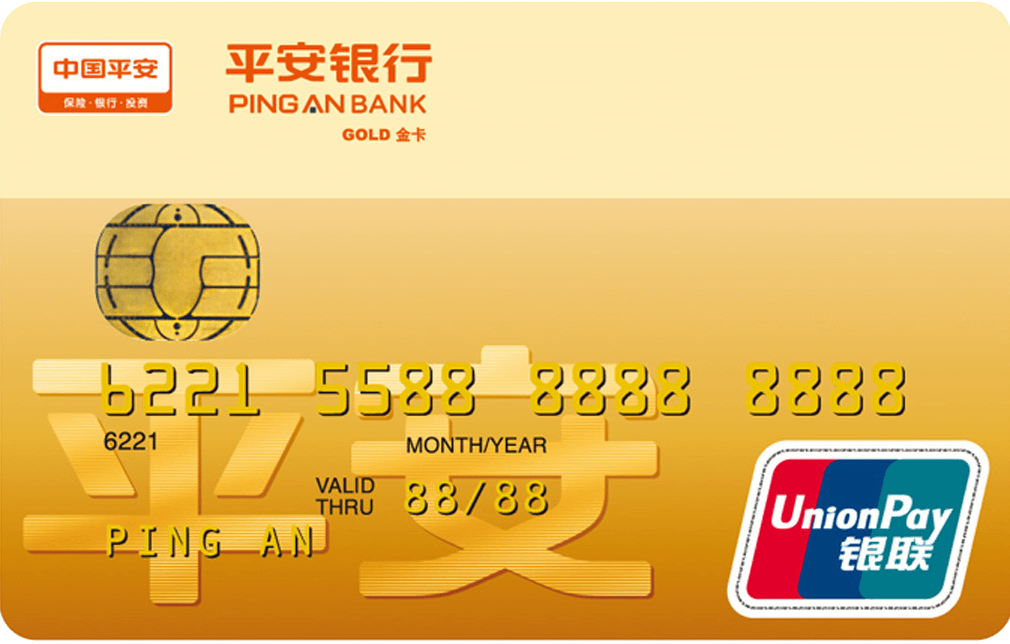 中国平安
保险·银行·投资
平安银行
PING AN BANK
GOLD 金卡
6221 5588 8888 8888
6221
MONTH/YEAR
VALID
THRU
88/88
PING AN
平安
UnionPay
银联